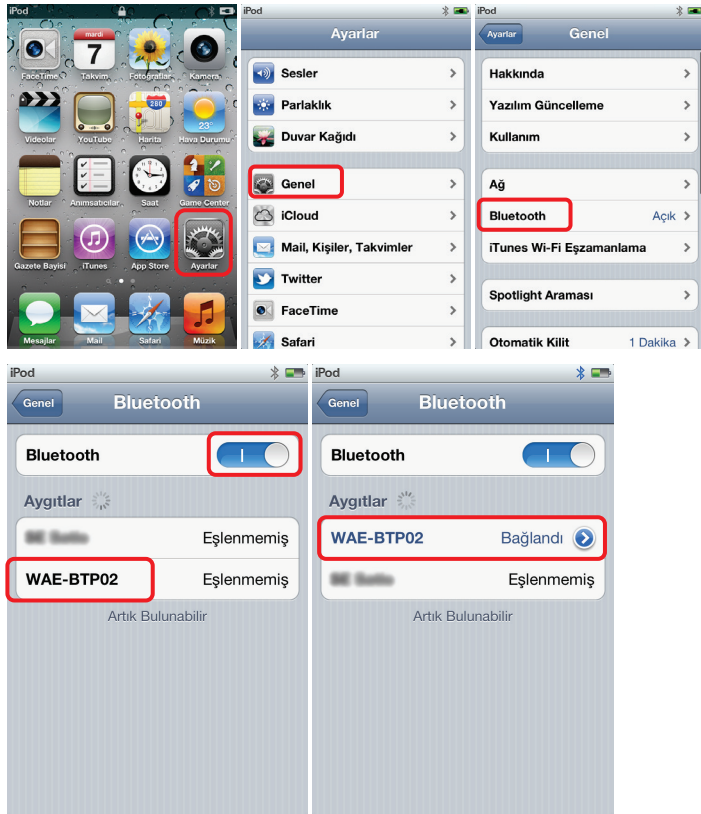 iPod
mardi
7
FaceTime
Takvim
Fotoğraflar
Kamera
280
23°
Videolar
YouTube
Harita
Hava Durumu
Notlar
Anımsatıcılar
Saat
Game Center
Gazete Bayisi
iTunes
App Store
Ayarlar
Mesajlar
Mail
Safari
Müzik
iPod
Ayarlar
Sesler
Parlaklık
Duvar Kağıdı
Genel
iCloud
Mail, Kişiler, Takvimler
Twitter
FaceTime
Safari
iPod
Ayarlar
Genel
Hakkında
Yazılım Güncelleme
Kullanım
Ağ
Bluetooth Açık
iTunes Wi-Fi Eşzamanlama
Spotlight Araması
Otomatik Kilit 1 Dakika
iPod
Genel
Bluetooth
Bluetooth
Aygıtlar
Eşlenmemiş
WAE-BTP02 Eşlenmemiş
Artık Bulunabilir
iPod
Genel
Bluetooth
Bluetooth
Aygıtlar
WAE-BTP02 Bağlandı
Eşlenmemiş
Artık Bulunabilir